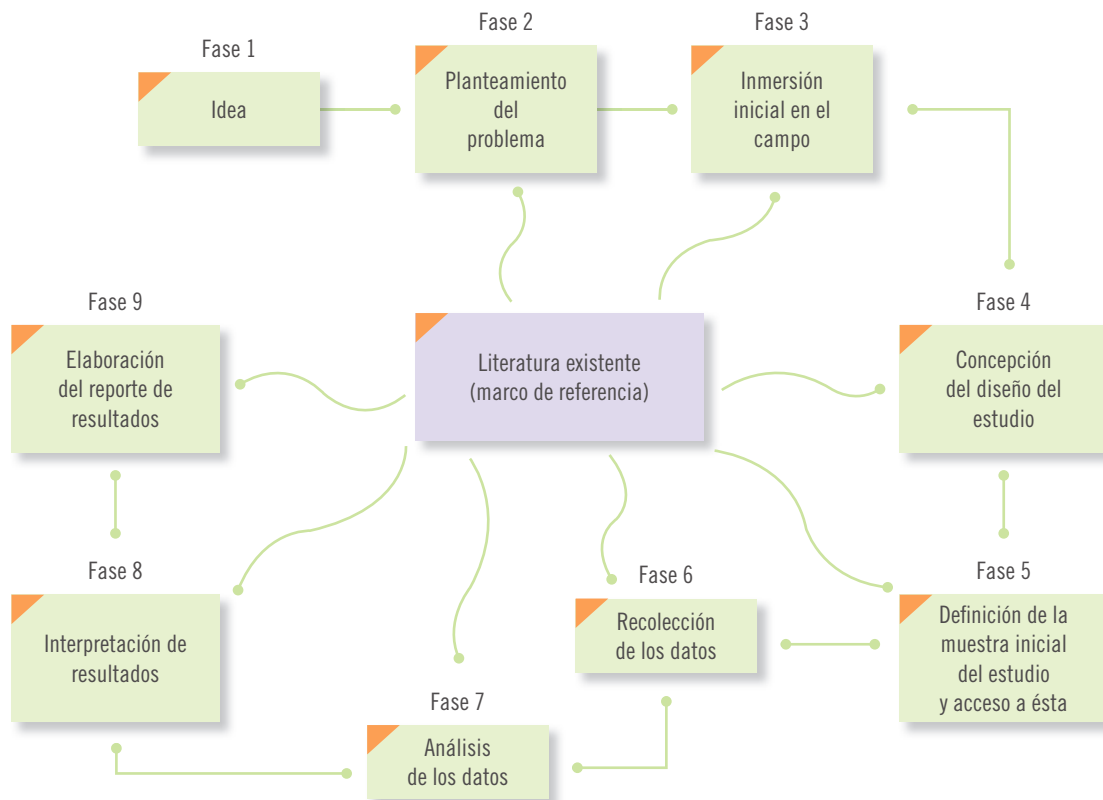 Fase 1
Idea
Fase 2
Planteamiento
del
problema
Fase 3
Inmersión
inicial en el
campo
Fase 4
Concepción
del diseño del
estudio
Fase 5
Definición de la
muestra inicial
del estudio
y acceso a ésta
Fase 6
Recolección
de los datos
Fase 7
Análisis
de los datos
Fase 8
Interpretación de
resultados
Fase 9
Elaboración
del reporte de
resultados
Literatura existente
(marco de referencia)